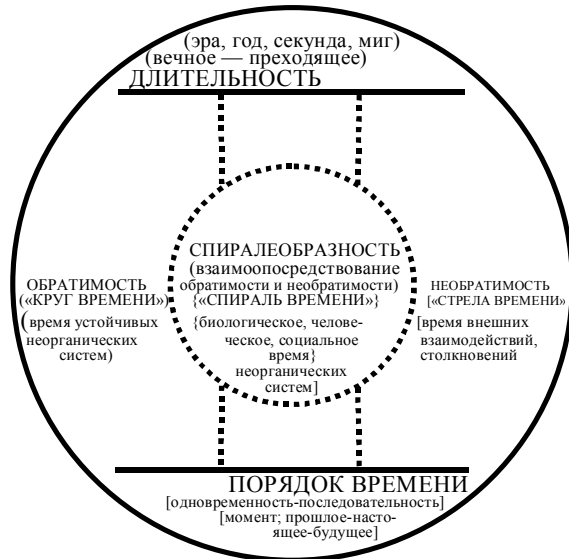 (эра, год, секунда, миг)
(вечное — преходящее)
ДЛИТЕЛЬНОСТЬ
ОБРАТИМОСТЬ
(«КРУГ ВРЕМЕНИ»)
(время устойчивых
неорганических
систем)
СПИРАЛЕОБРАЗНОСТЬ
(взаимоопосредствование
обратимости и необратимости)
{«СПИРАЛЬ ВРЕМЕНИ»}
{биологическое, челове-
ческое, социальное
время}
неорганических
систем]
НЕОБРАТИМОСТЬ
[«СТРЕЛА ВРЕМЕНИ»
[время внешних
взаимодействий,
столкновений
ПОРЯДОК ВРЕМЕНИ
[одновременность-последовательность]
[момент; прошлое-насто-
ящее-будущее]